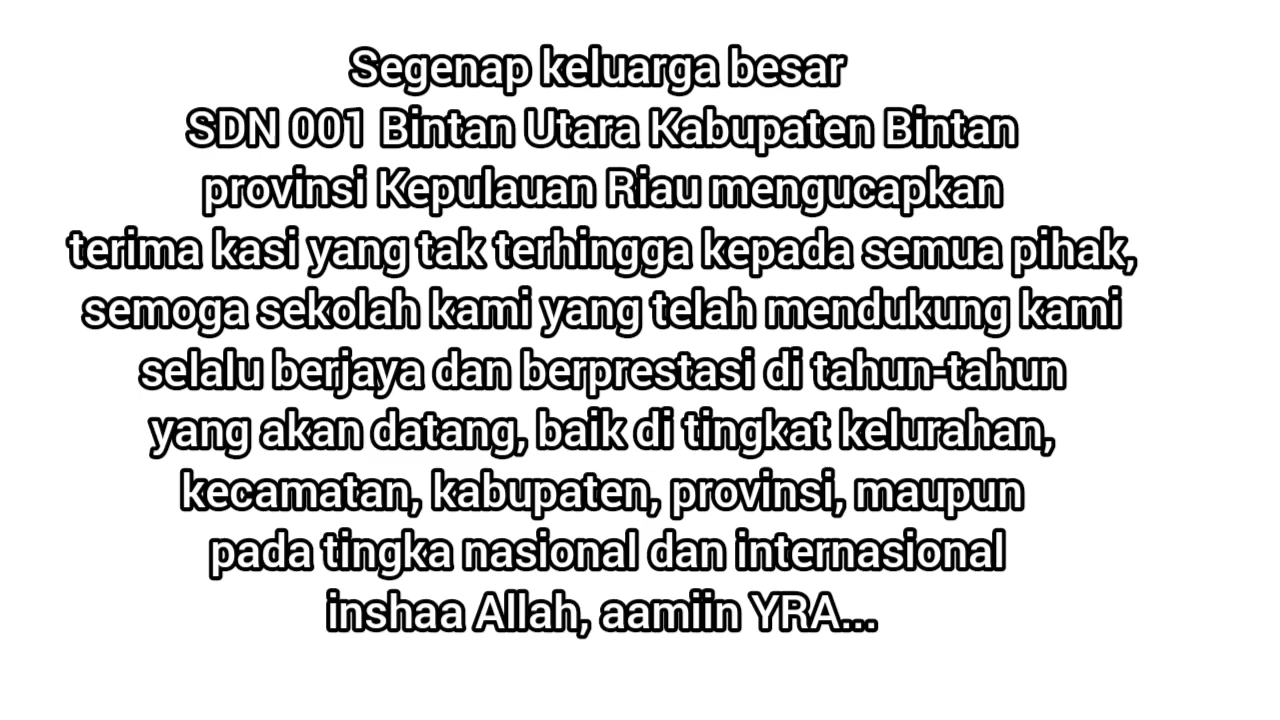 Segenap keluarga besar
SDN 001 Bintan Utara Kabupaten Bintan
provinsi Kepulauan Riau mengucapkan
terima kasi yang tak terhingga kepada semua pihak,
semoga sekolah kami yang telah mendukung kami
selalu berjaya dan berprestasi di tahun-tahun
yang akan datang, baik di tingkat kelurahan,
kecamatan, kabupaten, provinsi, maupun
pada tingka nasional dan internasional
inshaa Allah, aamiin YRA...